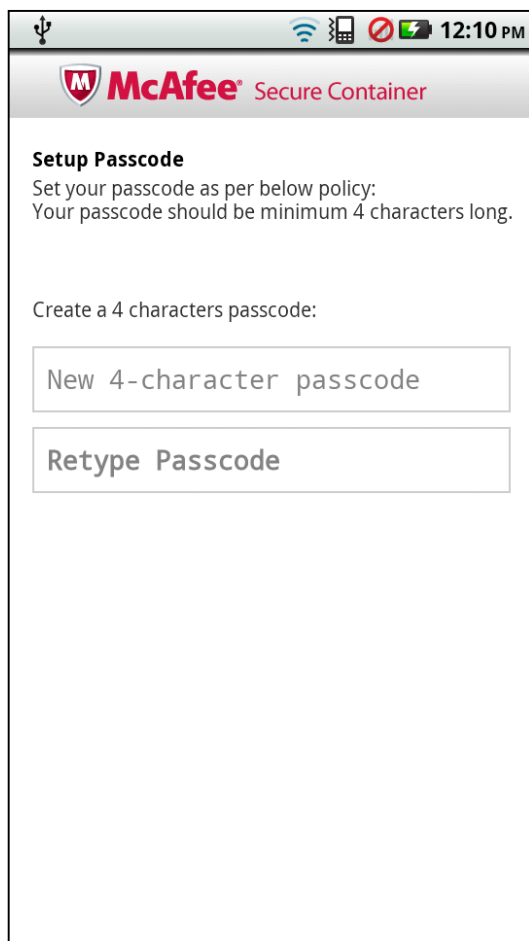 12:10 PM
McAfee® Secure Container
Setup Passcode
Set your passcode as per below policy:
Your passcode should be minimum 4 characters long.
Create a 4 characters passcode:
New 4-character passcode
Retype Passcode